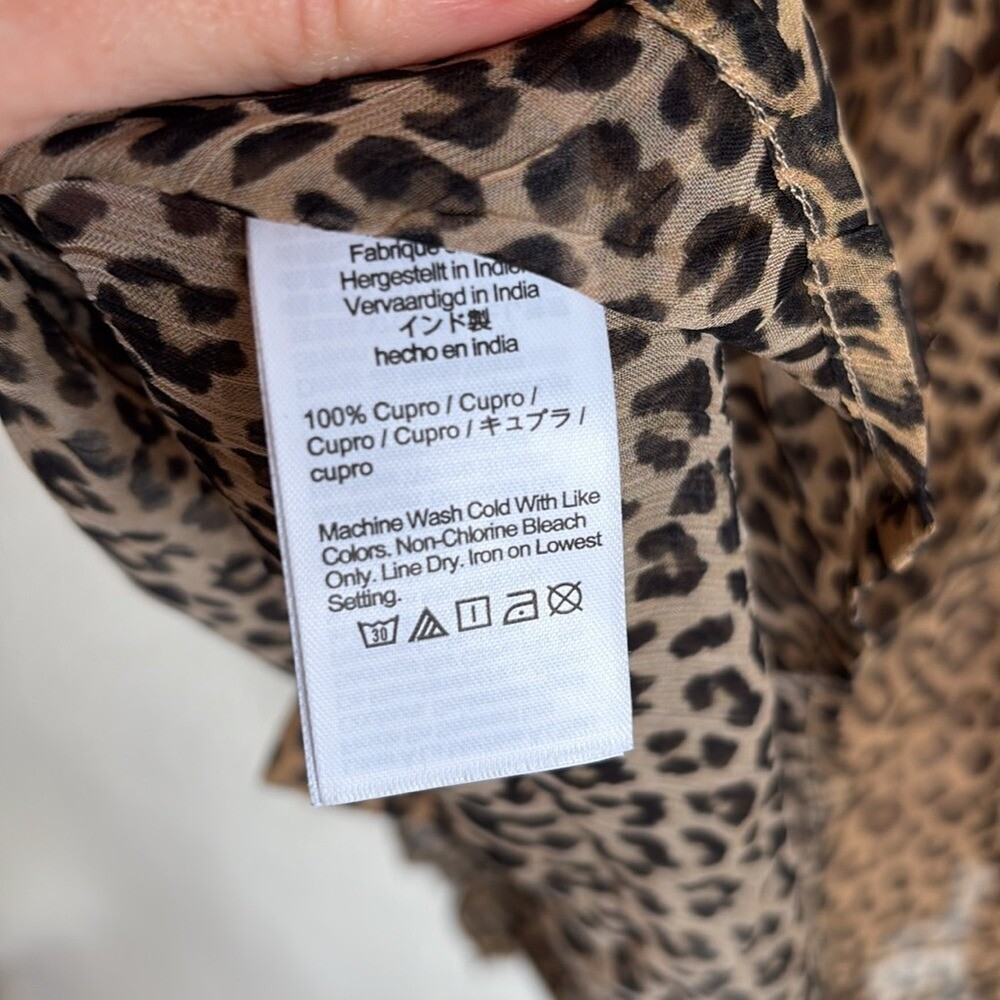 Fabriqué
Hergestellt in Indien
Vervaardigd in India
インド製
hecho en india
100% Cupro / Cupro /
Cupro / Cupro / キュプラ /
cupro
Machine Wash Cold With Like
Colors. Non-Chlorine Bleach
Only. Line Dry. Iron on Lowest
Setting.
30